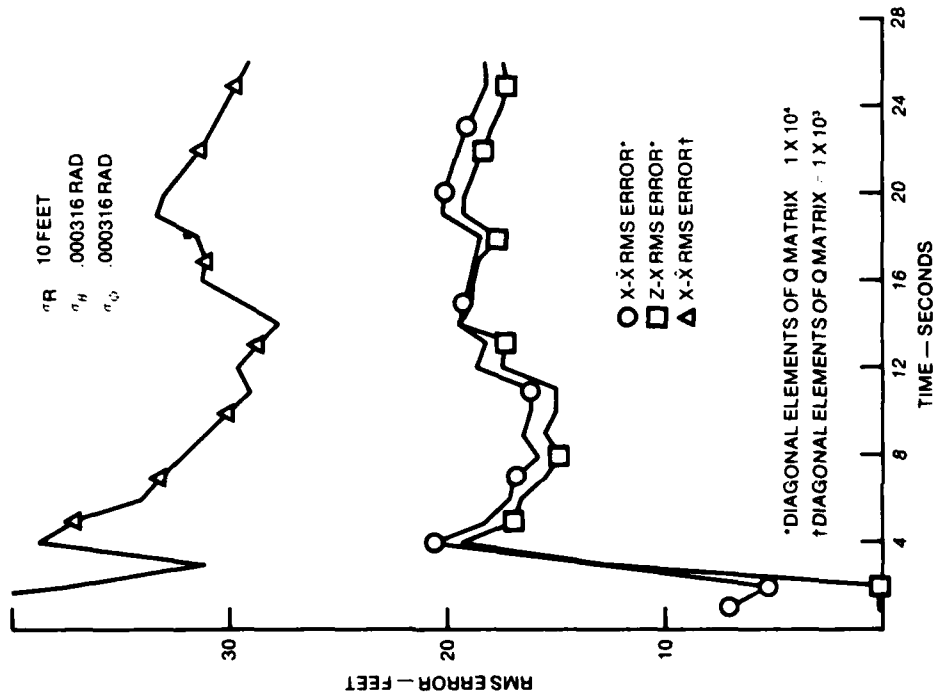 σR 10 FEET
σH .000316 RAD
σφ .000316 RAD
○ X-X̂ RMS ERROR*
□ Z-X RMS ERROR*
△ X-X̂ RMS ERROR†
*DIAGONAL ELEMENTS OF Q MATRIX 1 X 10⁴
†DIAGONAL ELEMENTS OF Q MATRIX = 1 X 10³
RMS ERROR — FEET
30
20
10
4
8
12
16
20
24
28
TIME — SECONDS